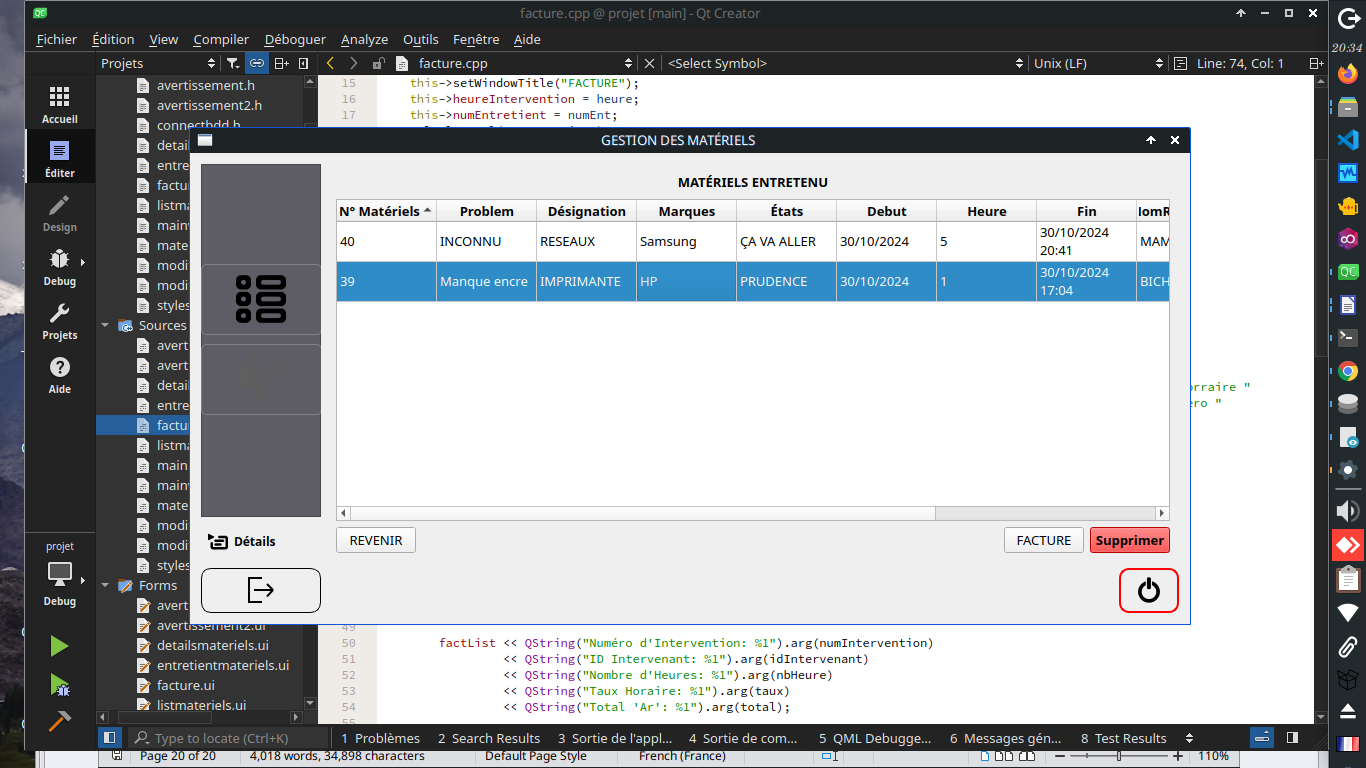 facture.cpp @ projet [main] - Qt Creator
Fichier Édition View Compiler Déboguer Analyze Outils Fenêtre Aide
20:34
Projets facture.cpp <Select Symbol> Unix (LF) Line: 74, Col: 1
Accueil
Éditer
Design
Debug
Projets
Aide
projet
Debug
avertissement.h
avertissement2.h
connectbdd.h
detai
entre
factu
listm
main
mate
modi
modi
styles
Sources
avert
avert
detail
entre
factu
listma
main.
main
mate
modi
modi
styles
Forms
avert
avertissement2.ui
detailsmateriels.ui
entretientmateriels.ui
facture.ui
listmateriels.ui
15 this->setWindowTitle("FACTURE");
16 this->heureIntervention = heure;
17 this->numEntretient = numEnt;
GESTION DES MATÉRIELS
MATÉRIELS ENTRETENU
N° Matériels Problem Désignation Marques États Debut Heure Fin lomR
40 INCONNU RESEAUX Samsung ÇA VA ALLER 30/10/2024 5 30/10/2024 20:41 MAM
39 Manque encre IMPRIMANTE HP PRUDENCE 30/10/2024 1 30/10/2024 17:04 BICH
orraire "
ero "
Détails
REVENIR FACTURE Supprimer
49
50 factList << QString("Numéro d'Intervention: %1").arg(numIntervention)
51 << QString("ID Intervenant: %1").arg(idIntervenant)
52 << QString("Nombre d'Heures: %1").arg(nbHeure)
53 << QString("Taux Horaire: %1").arg(taux)
54 << QString("Total 'Ar': %1").arg(total);
55
Type to locate (Ctrl+K) 1 Problèmes 2 Search Results 3 Sortie de l'appl... 4 Sortie de com... 5 QML Debugge... 6 Messages gén... 8 Test Results
Page 20 of 20 4,018 words, 34,898 characters Default Page Style French (France) 110%